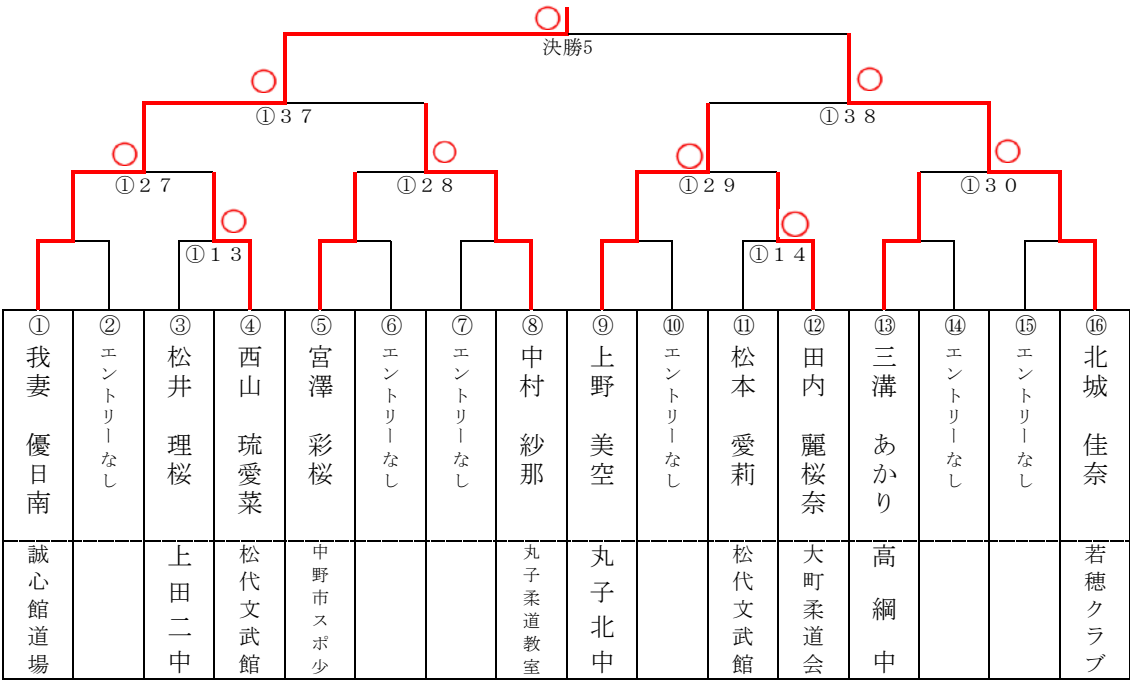 決勝5
①37
①38
①27
①28
①29
①30
①13
①14
①
我妻 優日南
誠心館道場
②
エントリーなし
③
松井 理桜
上田二中
④
西山 琉愛菜
松代文武館
⑤
宮澤 彩桜
中野市スポ少
⑥
エントリーなし
⑦
エントリーなし
⑧
中村 紗那
丸子柔道教室
⑨
上野 美空
丸子北中
⑩
エントリーなし
⑪
松本 愛莉
松代文武館
⑫
田内 麗桜奈
大町柔道会
⑬
三溝 あかり
高綱中
⑭
エントリーなし
⑮
エントリーなし
⑯
北城 佳奈
若穂クラブ